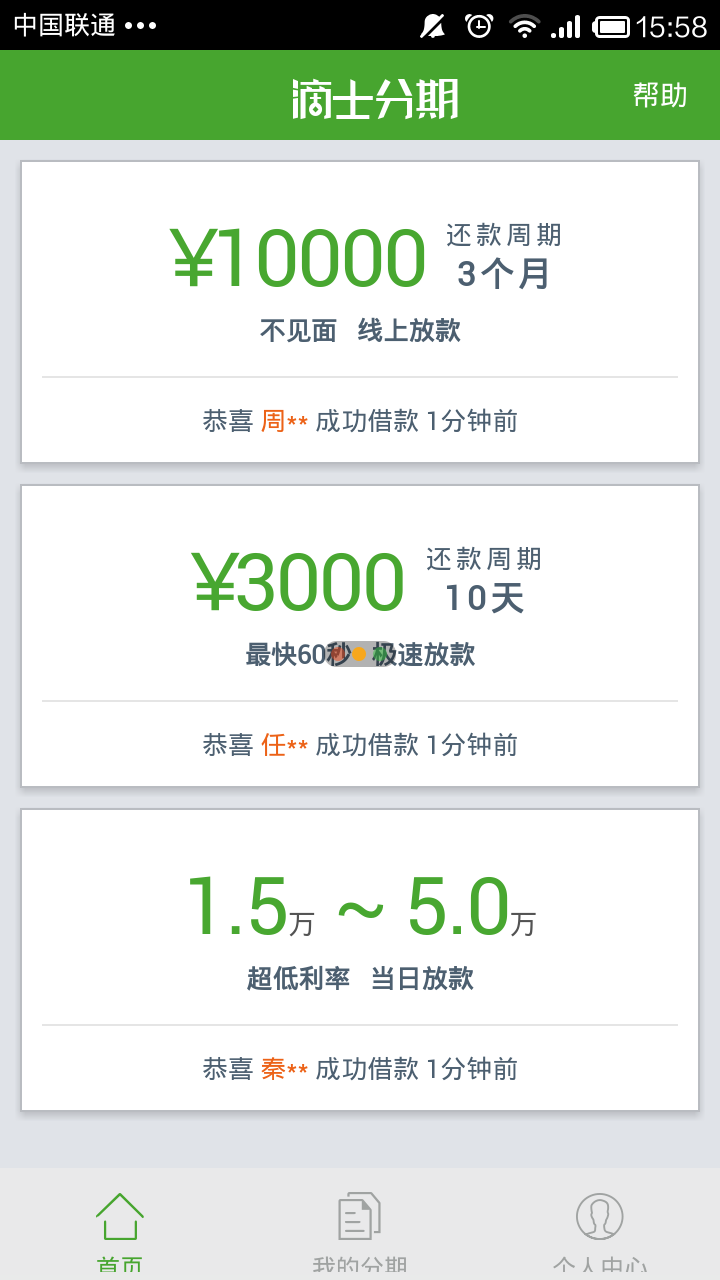 中国联通 ••• 15:58
滴士分期 帮助
¥10000 还款周期
3个月
不见面 线上放款
恭喜 周** 成功借款 1分钟前
¥3000 还款周期
10天
最快60秒 极速放款
恭喜 任** 成功借款 1分钟前
1.5万 ~ 5.0万
超低利率 当日放款
恭喜 秦** 成功借款 1分钟前
首页 我的分期 个人中心